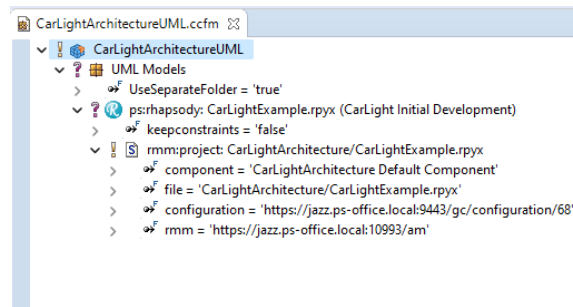 CarLightArchitectureUML.ccfm
CarLightArchitectureUML
UML Models
UseSeparateFolder = 'true'
ps:rhapsody: CarLightExample.rpyx (CarLight Initial Development)
keepconstraints = 'false'
rmm:project: CarLightArchitecture/CarLightExample.rpyx
component = 'CarLightArchitecture Default Component'
file = 'CarLightArchitecture/CarLightExample.rpyx'
configuration = 'https://jazz.ps-office.local:9443/gc/configuration/68'
rmm = 'https://jazz.ps-office.local:10993/am'